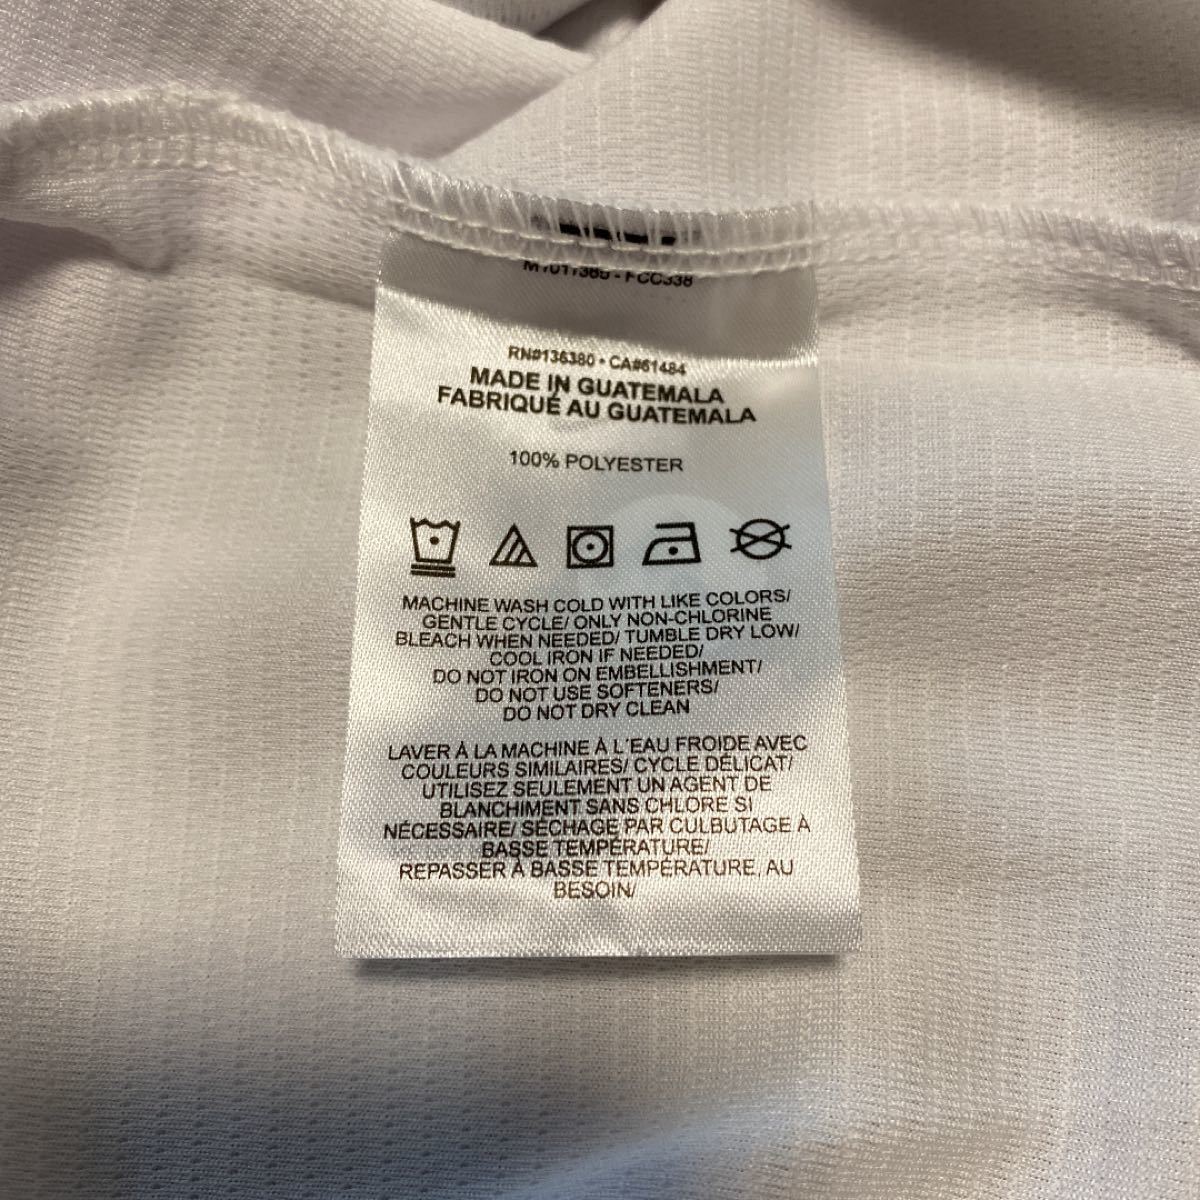 M7017365 - FCC338
RN#136380 • CA#61484
MADE IN GUATEMALA
FABRIQUÉ AU GUATEMALA
100% POLYESTER
MACHINE WASH COLD WITH LIKE COLORS/
GENTLE CYCLE/ ONLY NON-CHLORINE
BLEACH WHEN NEEDED/ TUMBLE DRY LOW/
COOL IRON IF NEEDED/
DO NOT IRON ON EMBELLISHMENT/
DO NOT USE SOFTENERS/
DO NOT DRY CLEAN
LAVER À LA MACHINE À L'EAU FROIDE AVEC
COULEURS SIMILAIRES/ CYCLE DÉLICAT/
UTILISEZ SEULEMENT UN AGENT DE
BLANCHIMENT SANS CHLORE SI
NÉCESSAIRE/ SÉCHAGE PAR CULBUTAGE À
BASSE TEMPÉRATURE/
REPASSER À BASSE TEMPÉRATURE, AU
BESOIN/